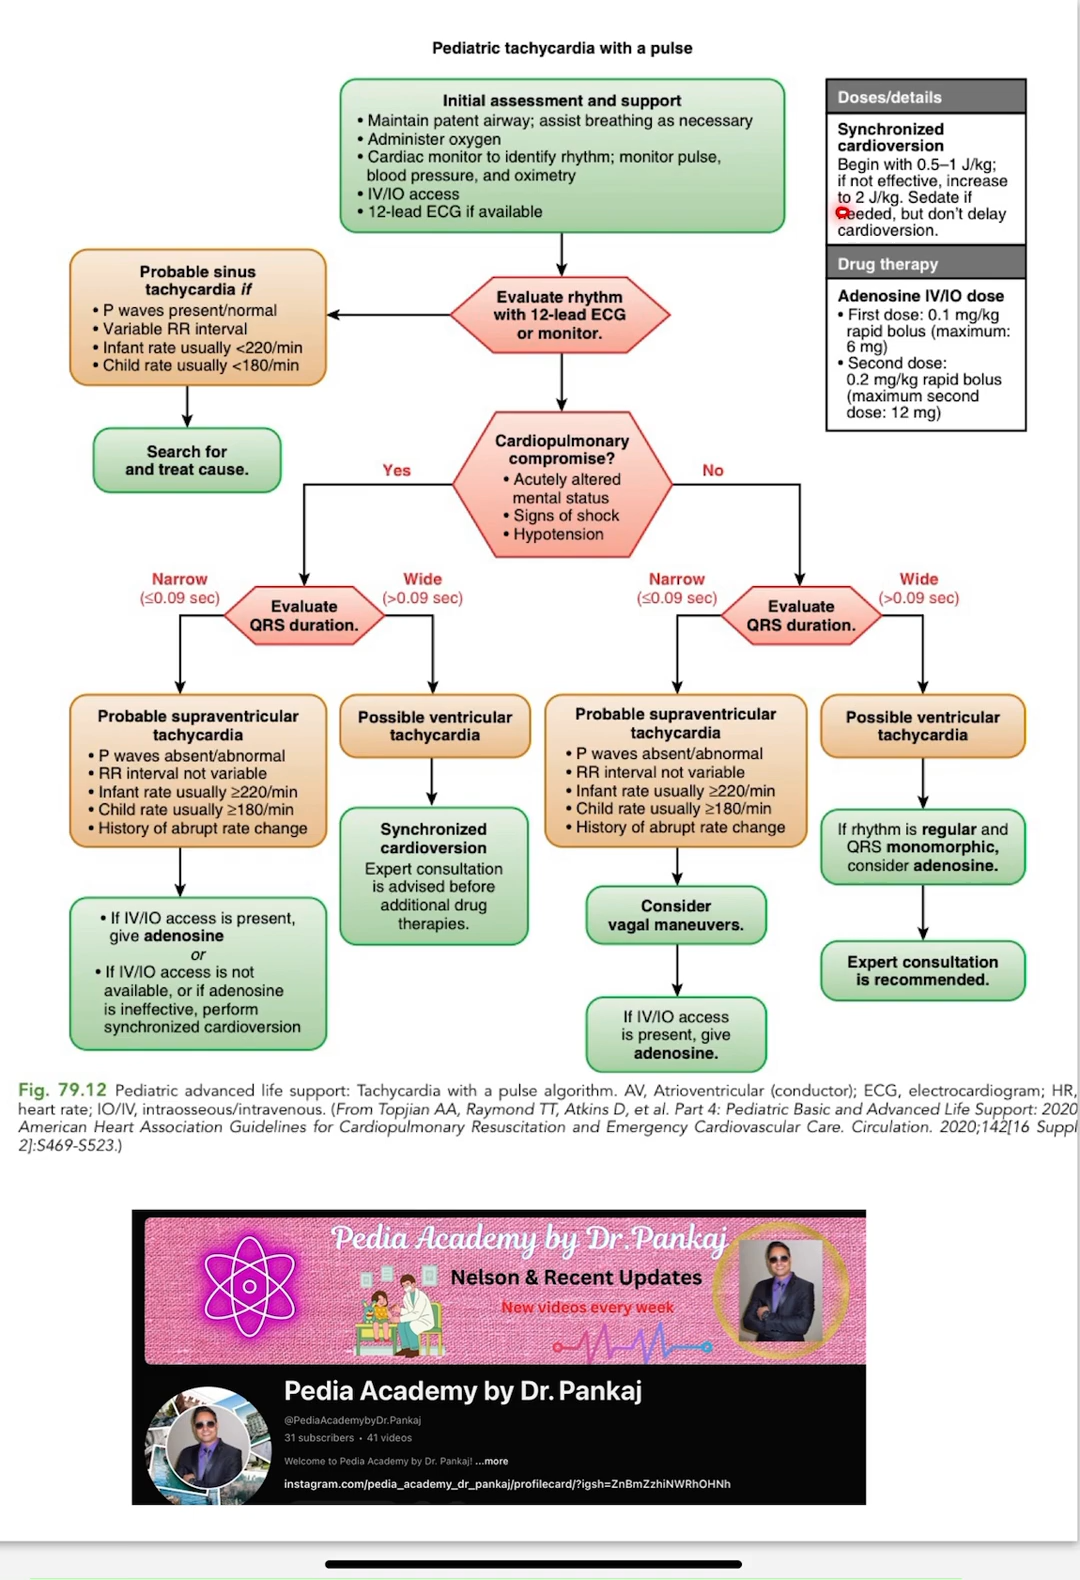 Pediatric tachycardia with a pulse
Initial assessment and support
• Maintain patent airway; assist breathing as necessary
• Administer oxygen
• Cardiac monitor to identify rhythm; monitor pulse,
blood pressure, and oximetry
• IV/IO access
• 12-lead ECG if available
Doses/details
Synchronized
cardioversion
Begin with 0.5–1 J/kg;
if not effective, increase
to 2 J/kg. Sedate if
needed, but don't delay
cardioversion.
Drug therapy
Adenosine IV/IO dose
• First dose: 0.1 mg/kg
rapid bolus (maximum:
6 mg)
• Second dose:
0.2 mg/kg rapid bolus
(maximum second
dose: 12 mg)
Probable sinus
tachycardia if
• P waves present/normal
• Variable RR interval
• Infant rate usually <220/min
• Child rate usually <180/min
Evaluate rhythm
with 12-lead ECG
or monitor.
Search for
and treat cause.
Cardiopulmonary
compromise?
• Acutely altered
mental status
• Signs of shock
• Hypotension
Yes
No
Narrow
(≤0.09 sec)
Evaluate
QRS duration.
Wide
(>0.09 sec)
Narrow
(≤0.09 sec)
Evaluate
QRS duration.
Wide
(>0.09 sec)
Probable supraventricular
tachycardia
• P waves absent/abnormal
• RR interval not variable
• Infant rate usually ≥220/min
• Child rate usually ≥180/min
• History of abrupt rate change
Possible ventricular
tachycardia
Probable supraventricular
tachycardia
• P waves absent/abnormal
• RR interval not variable
• Infant rate usually ≥220/min
• Child rate usually ≥180/min
• History of abrupt rate change
Possible ventricular
tachycardia
• If IV/IO access is present,
give adenosine
or
• If IV/IO access is not
available, or if adenosine
is ineffective, perform
synchronized cardioversion
Synchronized
cardioversion
Expert consultation
is advised before
additional drug
therapies.
Consider
vagal maneuvers.
If IV/IO access
is present, give
adenosine.
If rhythm is regular and
QRS monomorphic,
consider adenosine.
Expert consultation
is recommended.
Fig. 79.12 Pediatric advanced life support: Tachycardia with a pulse algorithm. AV, Atrioventricular (conductor); ECG, electrocardiogram; HR,
heart rate; IO/IV, intraosseous/intravenous. (From Topjian AA, Raymond TT, Atkins D, et al. Part 4: Pediatric Basic and Advanced Life Support: 2020
American Heart Association Guidelines for Cardiopulmonary Resuscitation and Emergency Cardiovascular Care. Circulation. 2020;142[16 Suppl
2]:S469-S523.)
Pedia Academy by Dr.Pankaj
Nelson & Recent Updates
New videos every week
Pedia Academy by Dr. Pankaj
@PediaAcademybyDr.Pankaj
31 subscribers • 41 videos
Welcome to Pedia Academy by Dr. Pankaj! ...more
instagram.com/pedia_academy_dr_pankaj/profilecard/?igsh=ZnBmZzhiNWRhOHNh